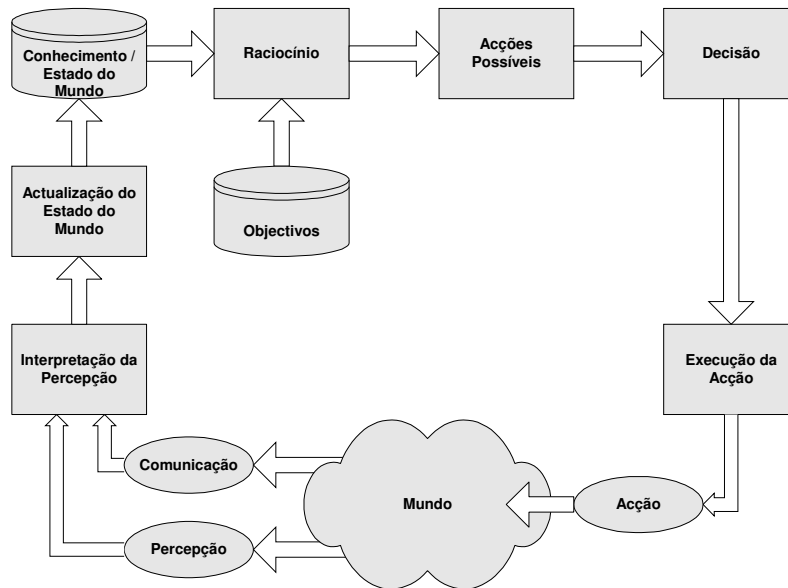 Conhecimento /
Estado do
Mundo
Raciocínio
Acções
Possíveis
Decisão
Actualização do
Estado do
Mundo
Objectivos
Interpretação da
Percepção
Execução da
Acção
Comunicação
Mundo
Acção
Percepção